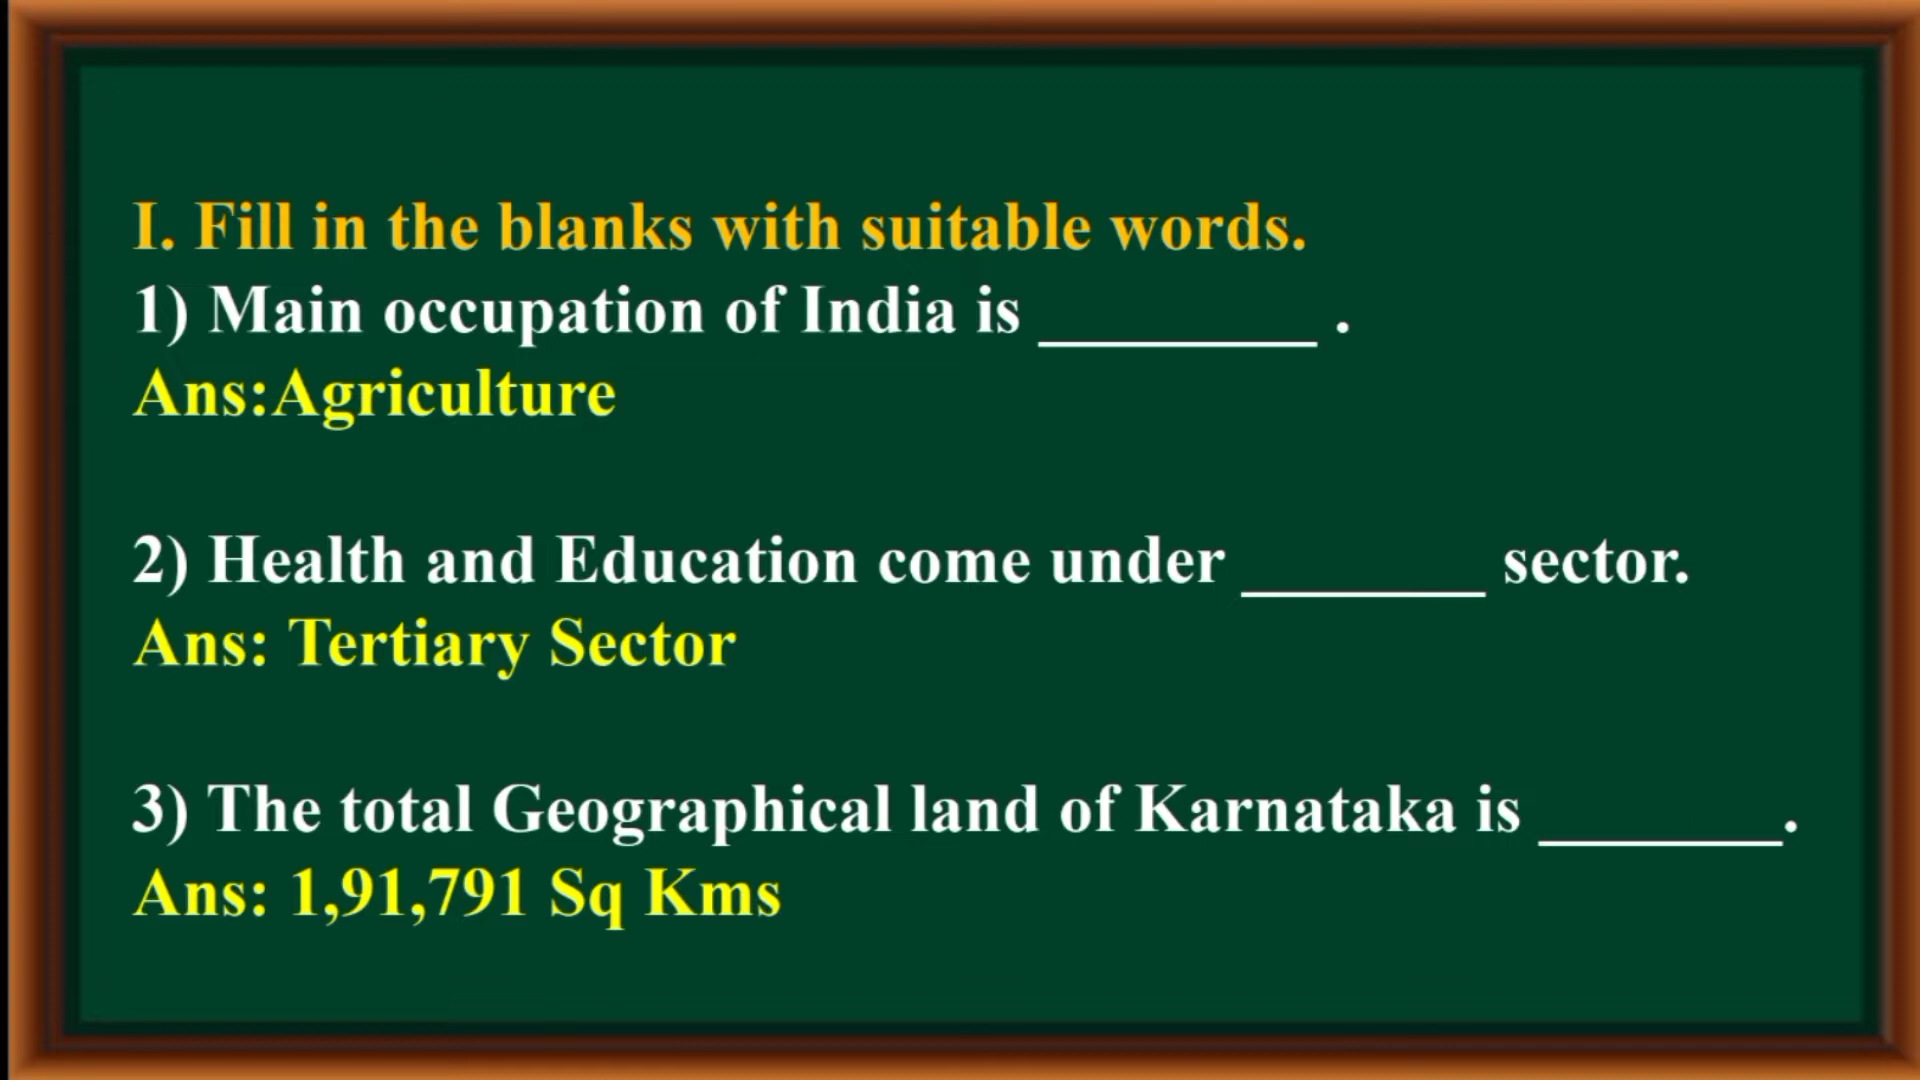 I. Fill in the blanks with suitable words.
1) Main occupation of India is ________ .
Ans:Agriculture
2) Health and Education come under _______ sector.
Ans: Tertiary Sector
3) The total Geographical land of Karnataka is _______.
Ans: 1,91,791 Sq Kms